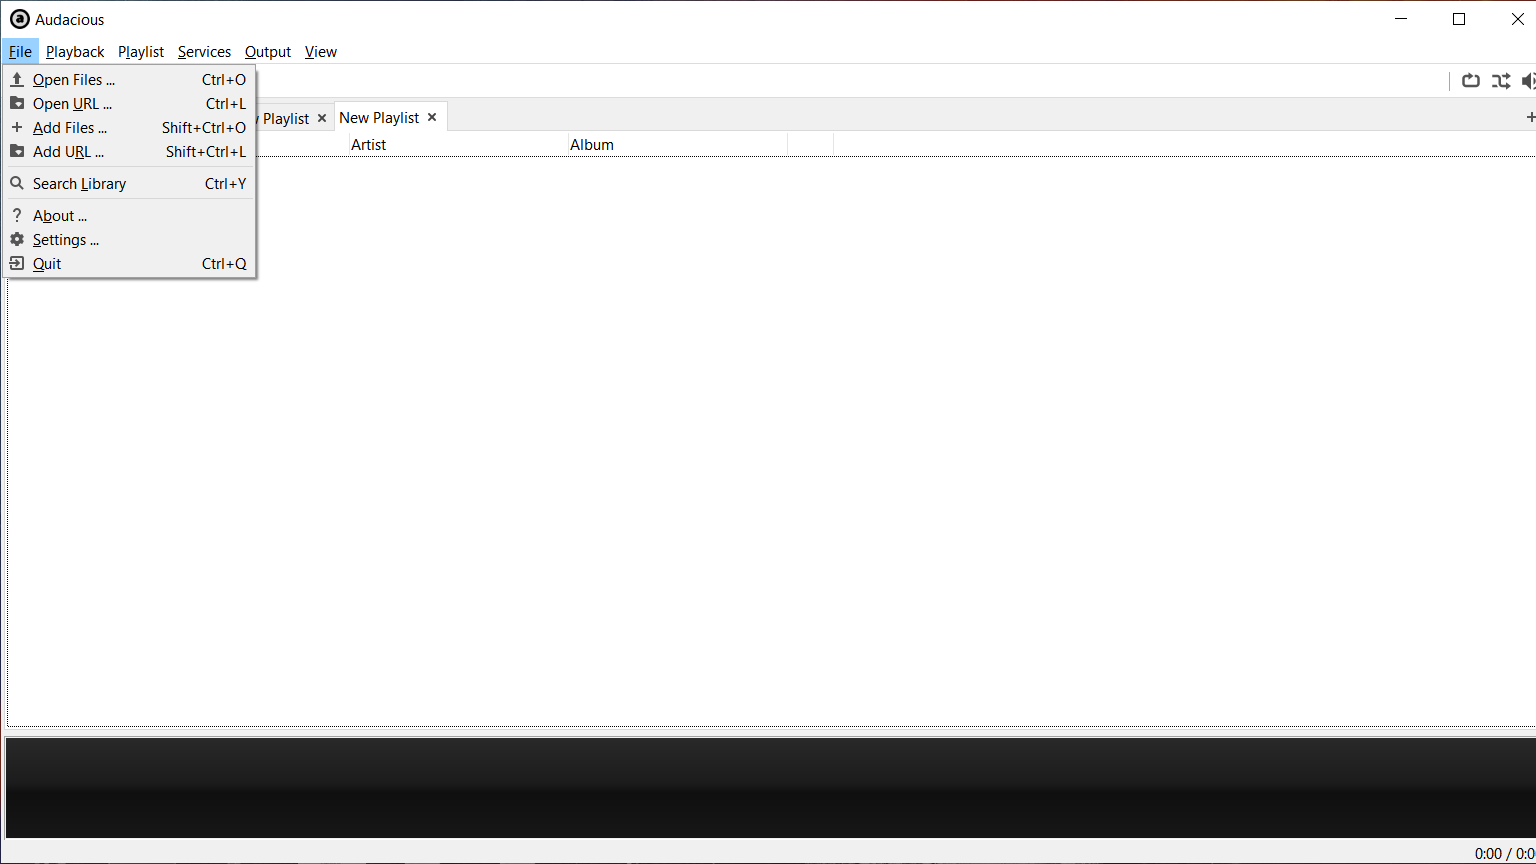 Audacious
File Playback Playlist Services Output View
Open Files ... Ctrl+O
Open URL ... Ctrl+L
Add Files ... Shift+Ctrl+O
Add URL ... Shift+Ctrl+L
Search Library Ctrl+Y
About ...
Settings ...
Quit Ctrl+Q
Playlist New Playlist
Artist Album
0:00 / 0:0